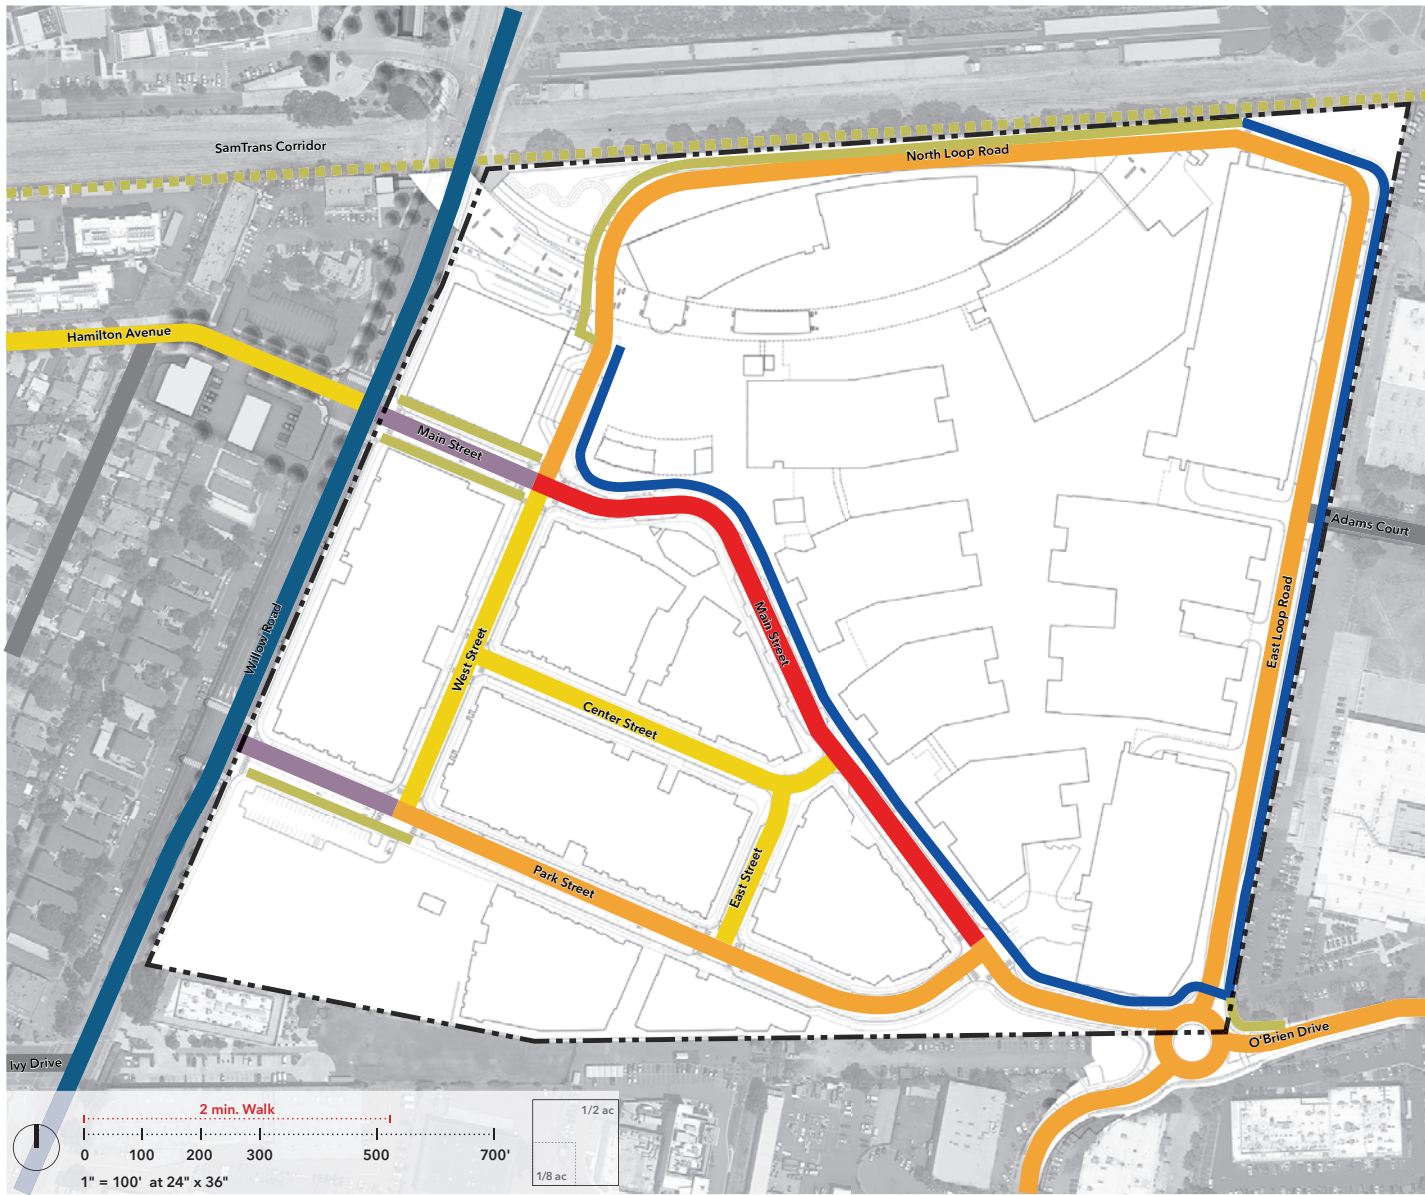 SamTrans Corridor
North Loop Road
Hamilton Avenue
Main Street
Adams Court
Willow Road
West Street
Main Street
East Loop Road
Center Street
Park Street
East Street
O'Brien Drive
Ivy Drive
2 min. Walk
0 100 200 300 500 700'
1" = 100' at 24" x 36"
1/2 ac
1/8 ac